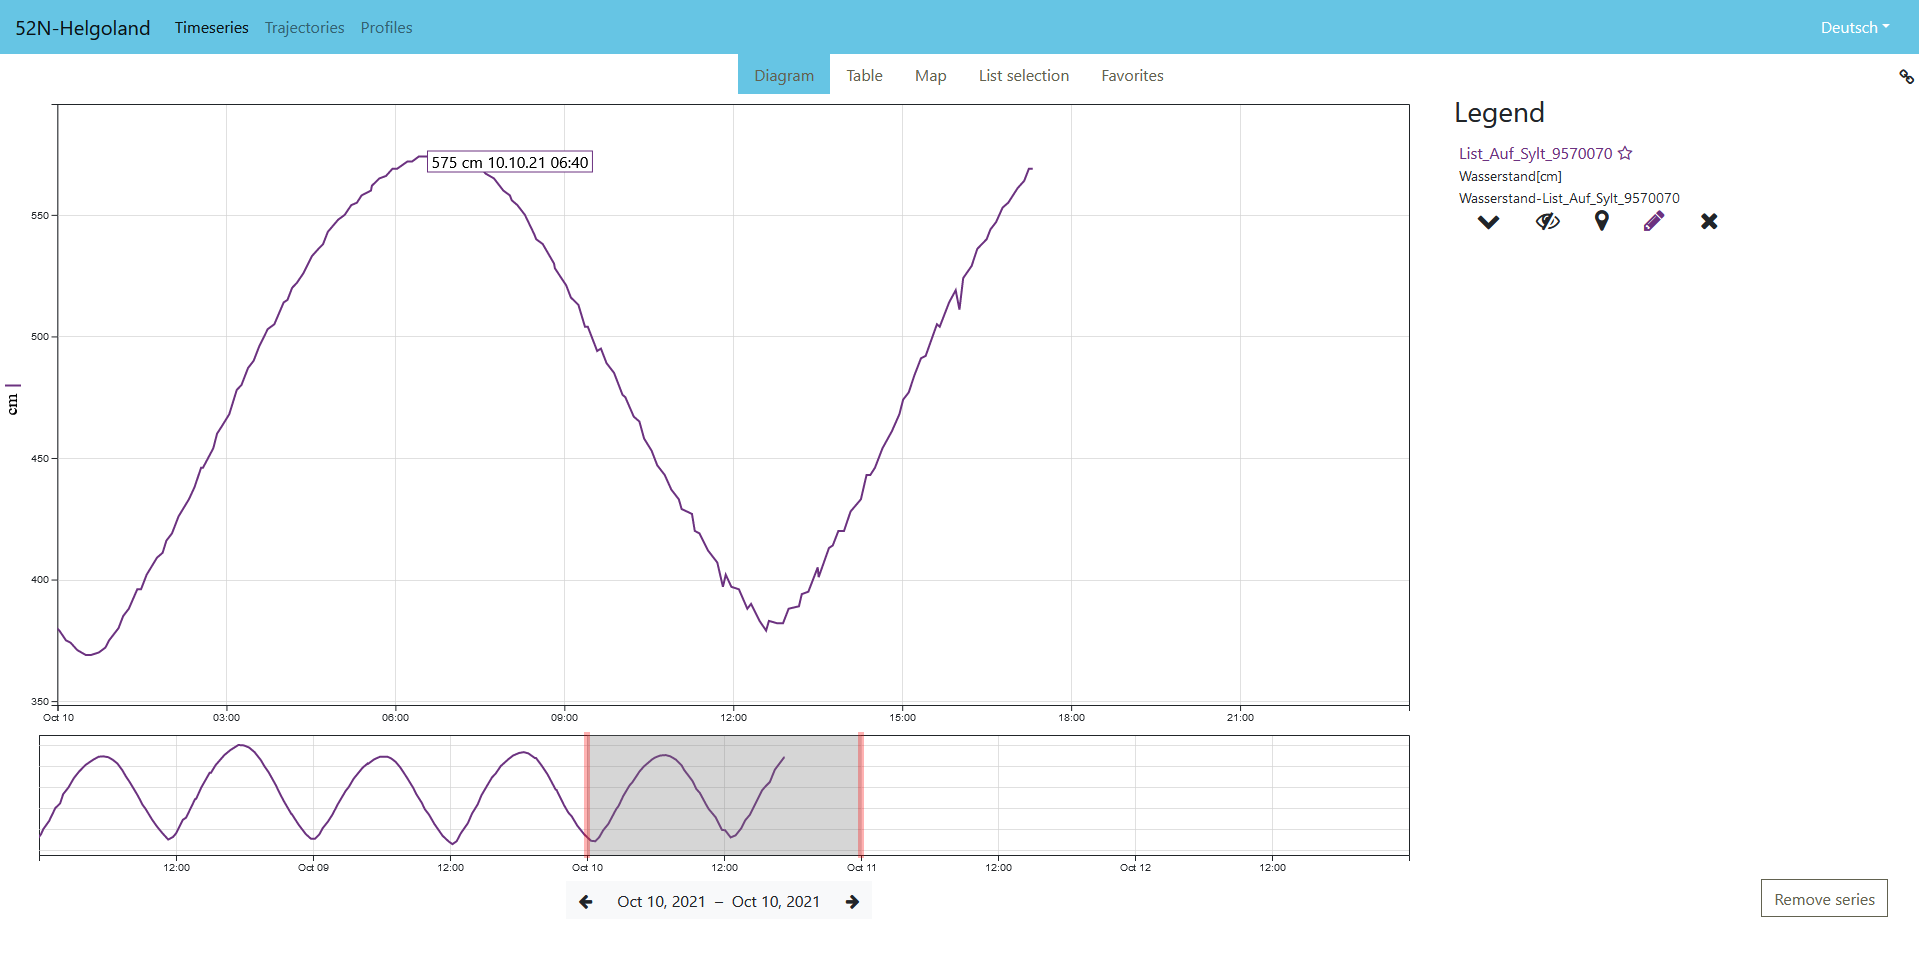 52N-Helgoland Timeseries Trajectories Profiles Deutsch
Diagram Table Map List selection Favorites
Legend
List_Auf_Sylt_9570070
Wasserstand[cm]
Wasserstand-List_Auf_Sylt_9570070
575 cm 10.10.21 06:40
550
500
450
400
350
cm
Oct 10 03:00 06:00 09:00 12:00 15:00 18:00 21:00
12:00 Oct 09 12:00 Oct 10 12:00 Oct 11 12:00 Oct 12 12:00
Oct 10, 2021 – Oct 10, 2021
Remove series